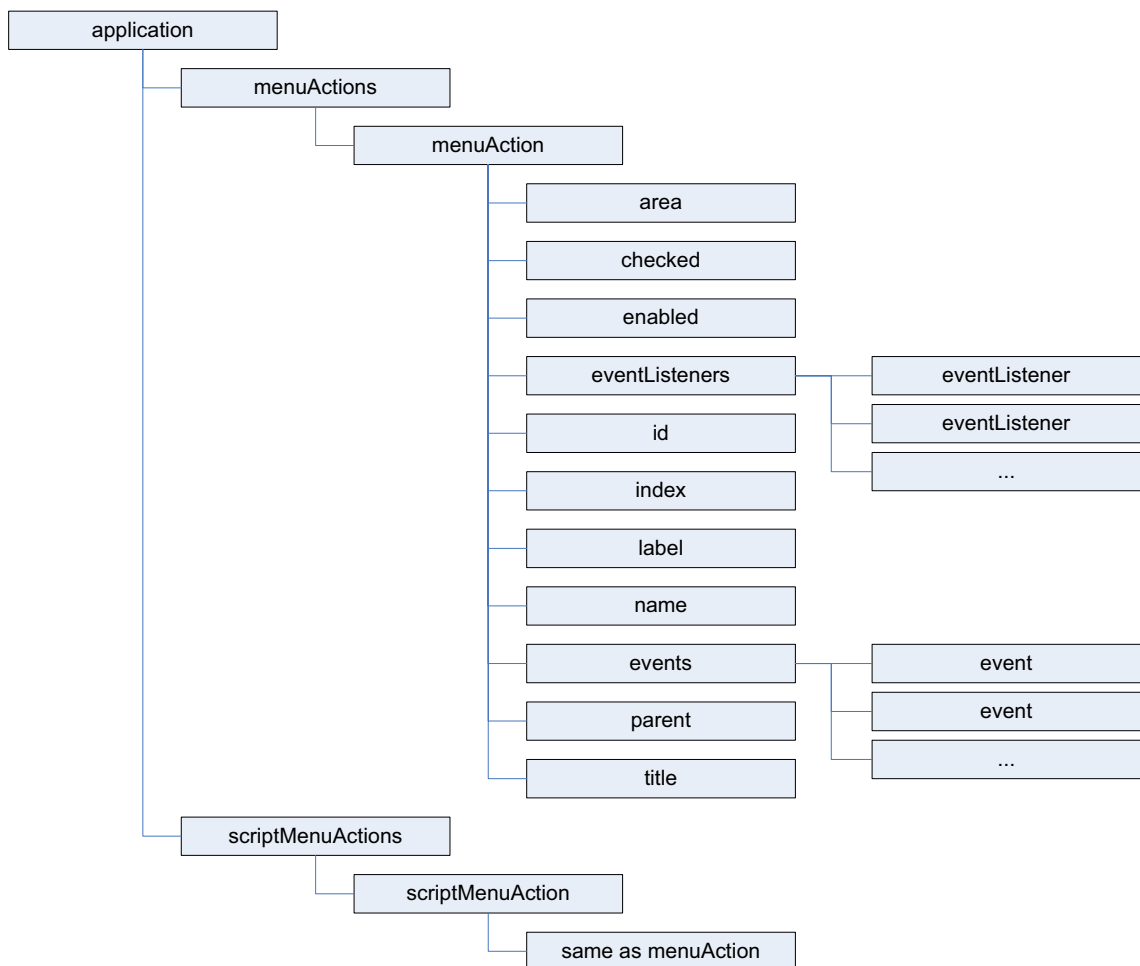 application
menuActions
menuAction
area
checked
enabled
eventListeners
eventListener
eventListener
...
id
index
label
name
events
event
event
...
parent
title
scriptMenuActions
scriptMenuAction
same as menuAction